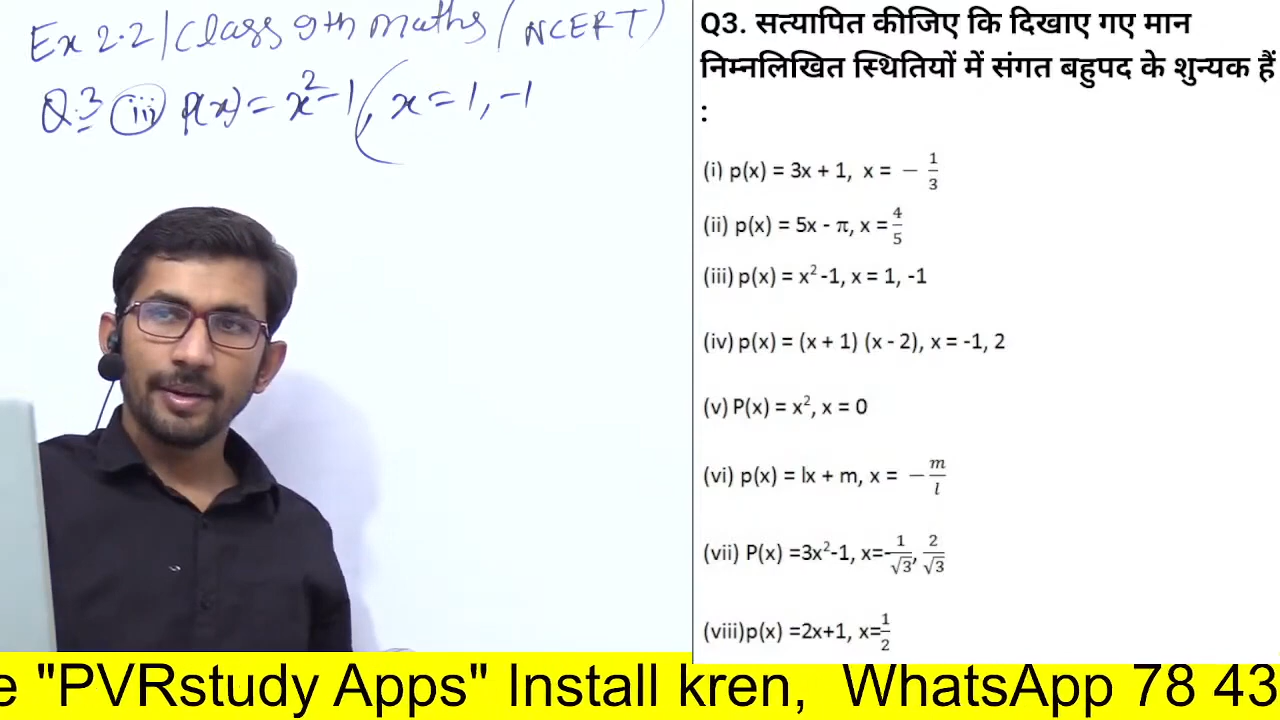 Ex 2.2 / Class 9th maths (NCERT)
Q.3 (iii) p(x) = x² - 1, x = 1, -1
Q3. सत्यापित कीजिए कि दिखाए गए मान
निम्नलिखित स्थितियों में संगत बहुपद के शुन्यक हैं
:
(i) p(x) = 3x + 1, x = - 1/3
(ii) p(x) = 5x - π, x = 4/5
(iii) p(x) = x² -1, x = 1, -1
(iv) p(x) = (x + 1) (x - 2), x = -1, 2
(v) P(x) = x², x = 0
(vi) p(x) = lx + m, x = - m/l
(vii) P(x) =3x²-1, x=-1/√3, 2/√3
(viii)p(x) =2x+1, x=1/2
e "PVRstudy Apps" Install kren, WhatsApp 78 43